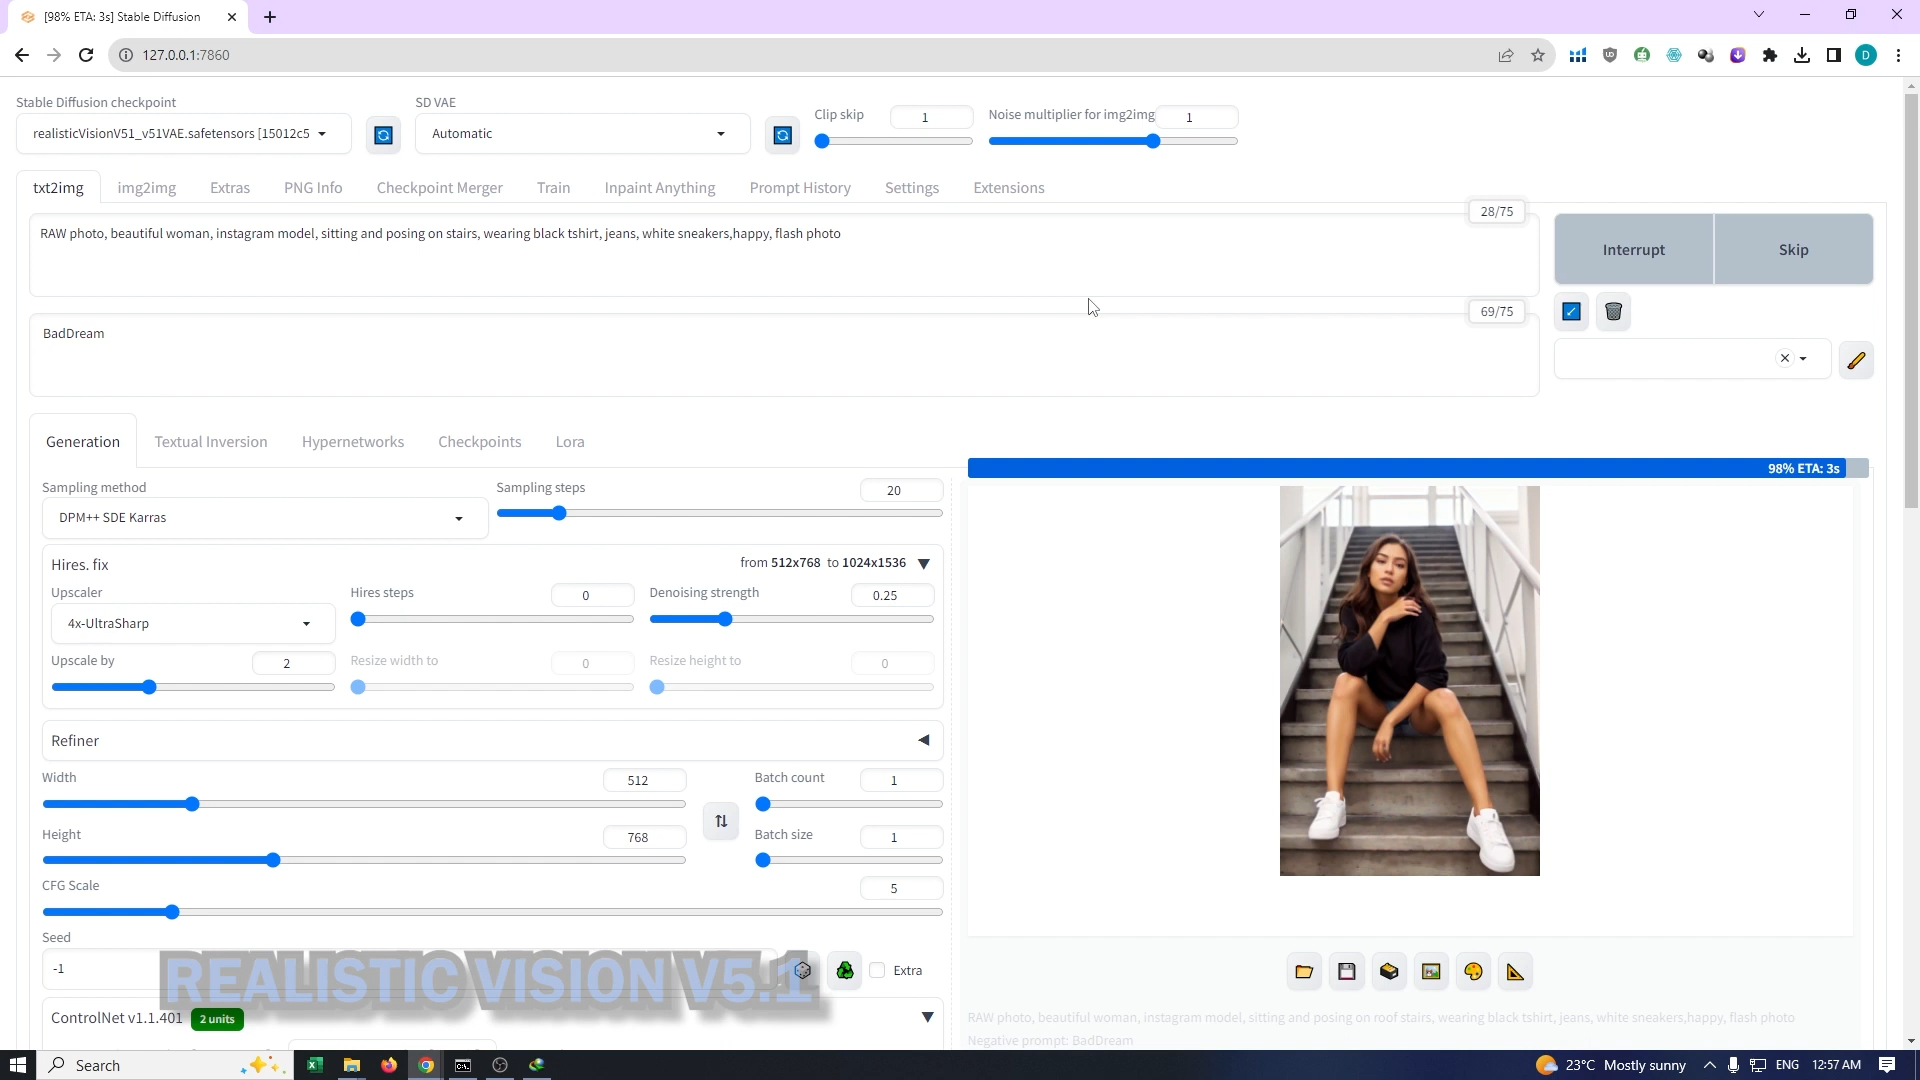 [98% ETA: 3s] Stable Diffusion
127.0.0.1:7860
Stable Diffusion checkpoint
realisticVisionV51_v51VAE.safetensors [15012c5
SD VAE
Automatic
Clip skip
1
Noise multiplier for img2img
1
txt2img
img2img
Extras
PNG Info
Checkpoint Merger
Train
Inpaint Anything
Prompt History
Settings
Extensions
28/75
RAW photo, beautiful woman, instagram model, sitting and posing on stairs, wearing black tshirt, jeans, white sneakers,happy, flash photo
Interrupt
Skip
69/75
BadDream
Generation
Textual Inversion
Hypernetworks
Checkpoints
Lora
98% ETA: 3s
Sampling method
DPM++ SDE Karras
Sampling steps
20
Hires. fix
from 512x768 to 1024x1536
Upscaler
4x-UltraSharp
Hires steps
0
Denoising strength
0.25
Upscale by
2
Resize width to
0
Resize height to
0
Refiner
Width
512
Batch count
1
Height
768
Batch size
1
CFG Scale
5
Seed
-1
REALISTIC VISION V5.1
Extra
ControlNet v1.1.401
2 units
RAW photo, beautiful woman, instagram model, sitting and posing on roof stairs, wearing black tshirt, jeans, white sneakers,happy, flash photo
Negative prompt: BadDream
Search
23°C Mostly sunny
ENG
12:57 AM